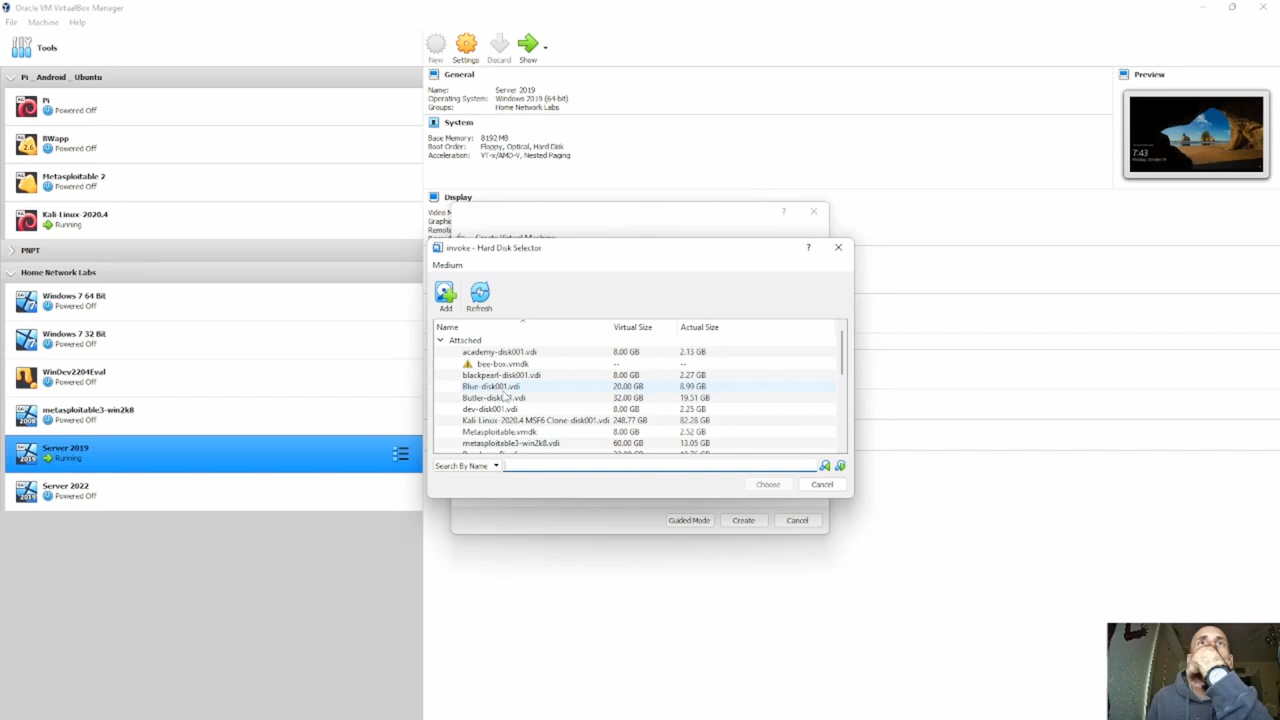 Oracle VM VirtualBox Manager
File Machine Help
Tools
New Settings Discard Show
Pi _ Android _ Ubuntu
Pi
Powered Off
BWapp
Powered Off
Metasploitable 2
Powered Off
Kali-Linux-2020.4
Running
PNPT
Home Network Labs
Windows 7 64 Bit
Powered Off
Windows 7 32 Bit
Powered Off
WinDev2204Eval
Powered Off
metasploitable3-win2k8
Powered Off
Server 2019
Running
Server 2022
Powered Off
General
Name: Server 2019
Operating System: Windows 2019 (64-bit)
Groups: Home Network Labs
System
Base Memory: 8192 MB
Boot Order: Floppy, Optical, Hard Disk
Acceleration: VT-x/AMD-V, Nested Paging
Display
Preview
7:43
invoke - Hard Disk Selector
Medium
Add Refresh
Name Virtual Size Actual Size
Attached
academy-disk001.vdi 8.00 GB 2.13 GB
bee-box.vmdk -- --
blackpearl-disk001.vdi 8.00 GB 2.27 GB
Blue-disk001.vdi 20.00 GB 8.99 GB
Butler-disk001.vdi 32.00 GB 19.51 GB
dev-disk001.vdi 8.00 GB 2.25 GB
Kali-Linux-2020.4 MSF6 Clone-disk001.vdi 248.77 GB 82.28 GB
Metasploitable.vmdk 8.00 GB 2.52 GB
metasploitable3-win2k8.vdi 60.00 GB 13.05 GB
Search By Name
Choose Cancel
Guided Mode Create Cancel